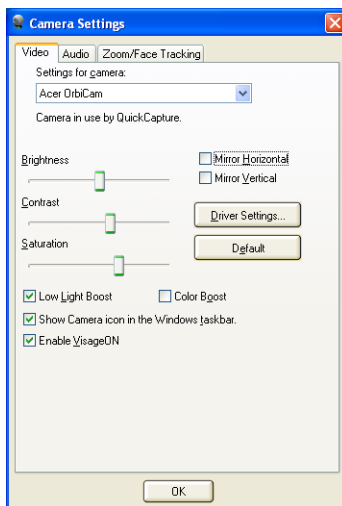 Camera Settings
Video Audio Zoom/Face Tracking
Settings for camera:
Acer OrbiCam
Camera in use by QuickCapture.
Brightness
Mirror Horizontal
Mirror Vertical
Contrast
Driver Settings...
Saturation
Default
Low Light Boost Color Boost
Show Camera icon in the Windows taskbar.
Enable VisageON
OK